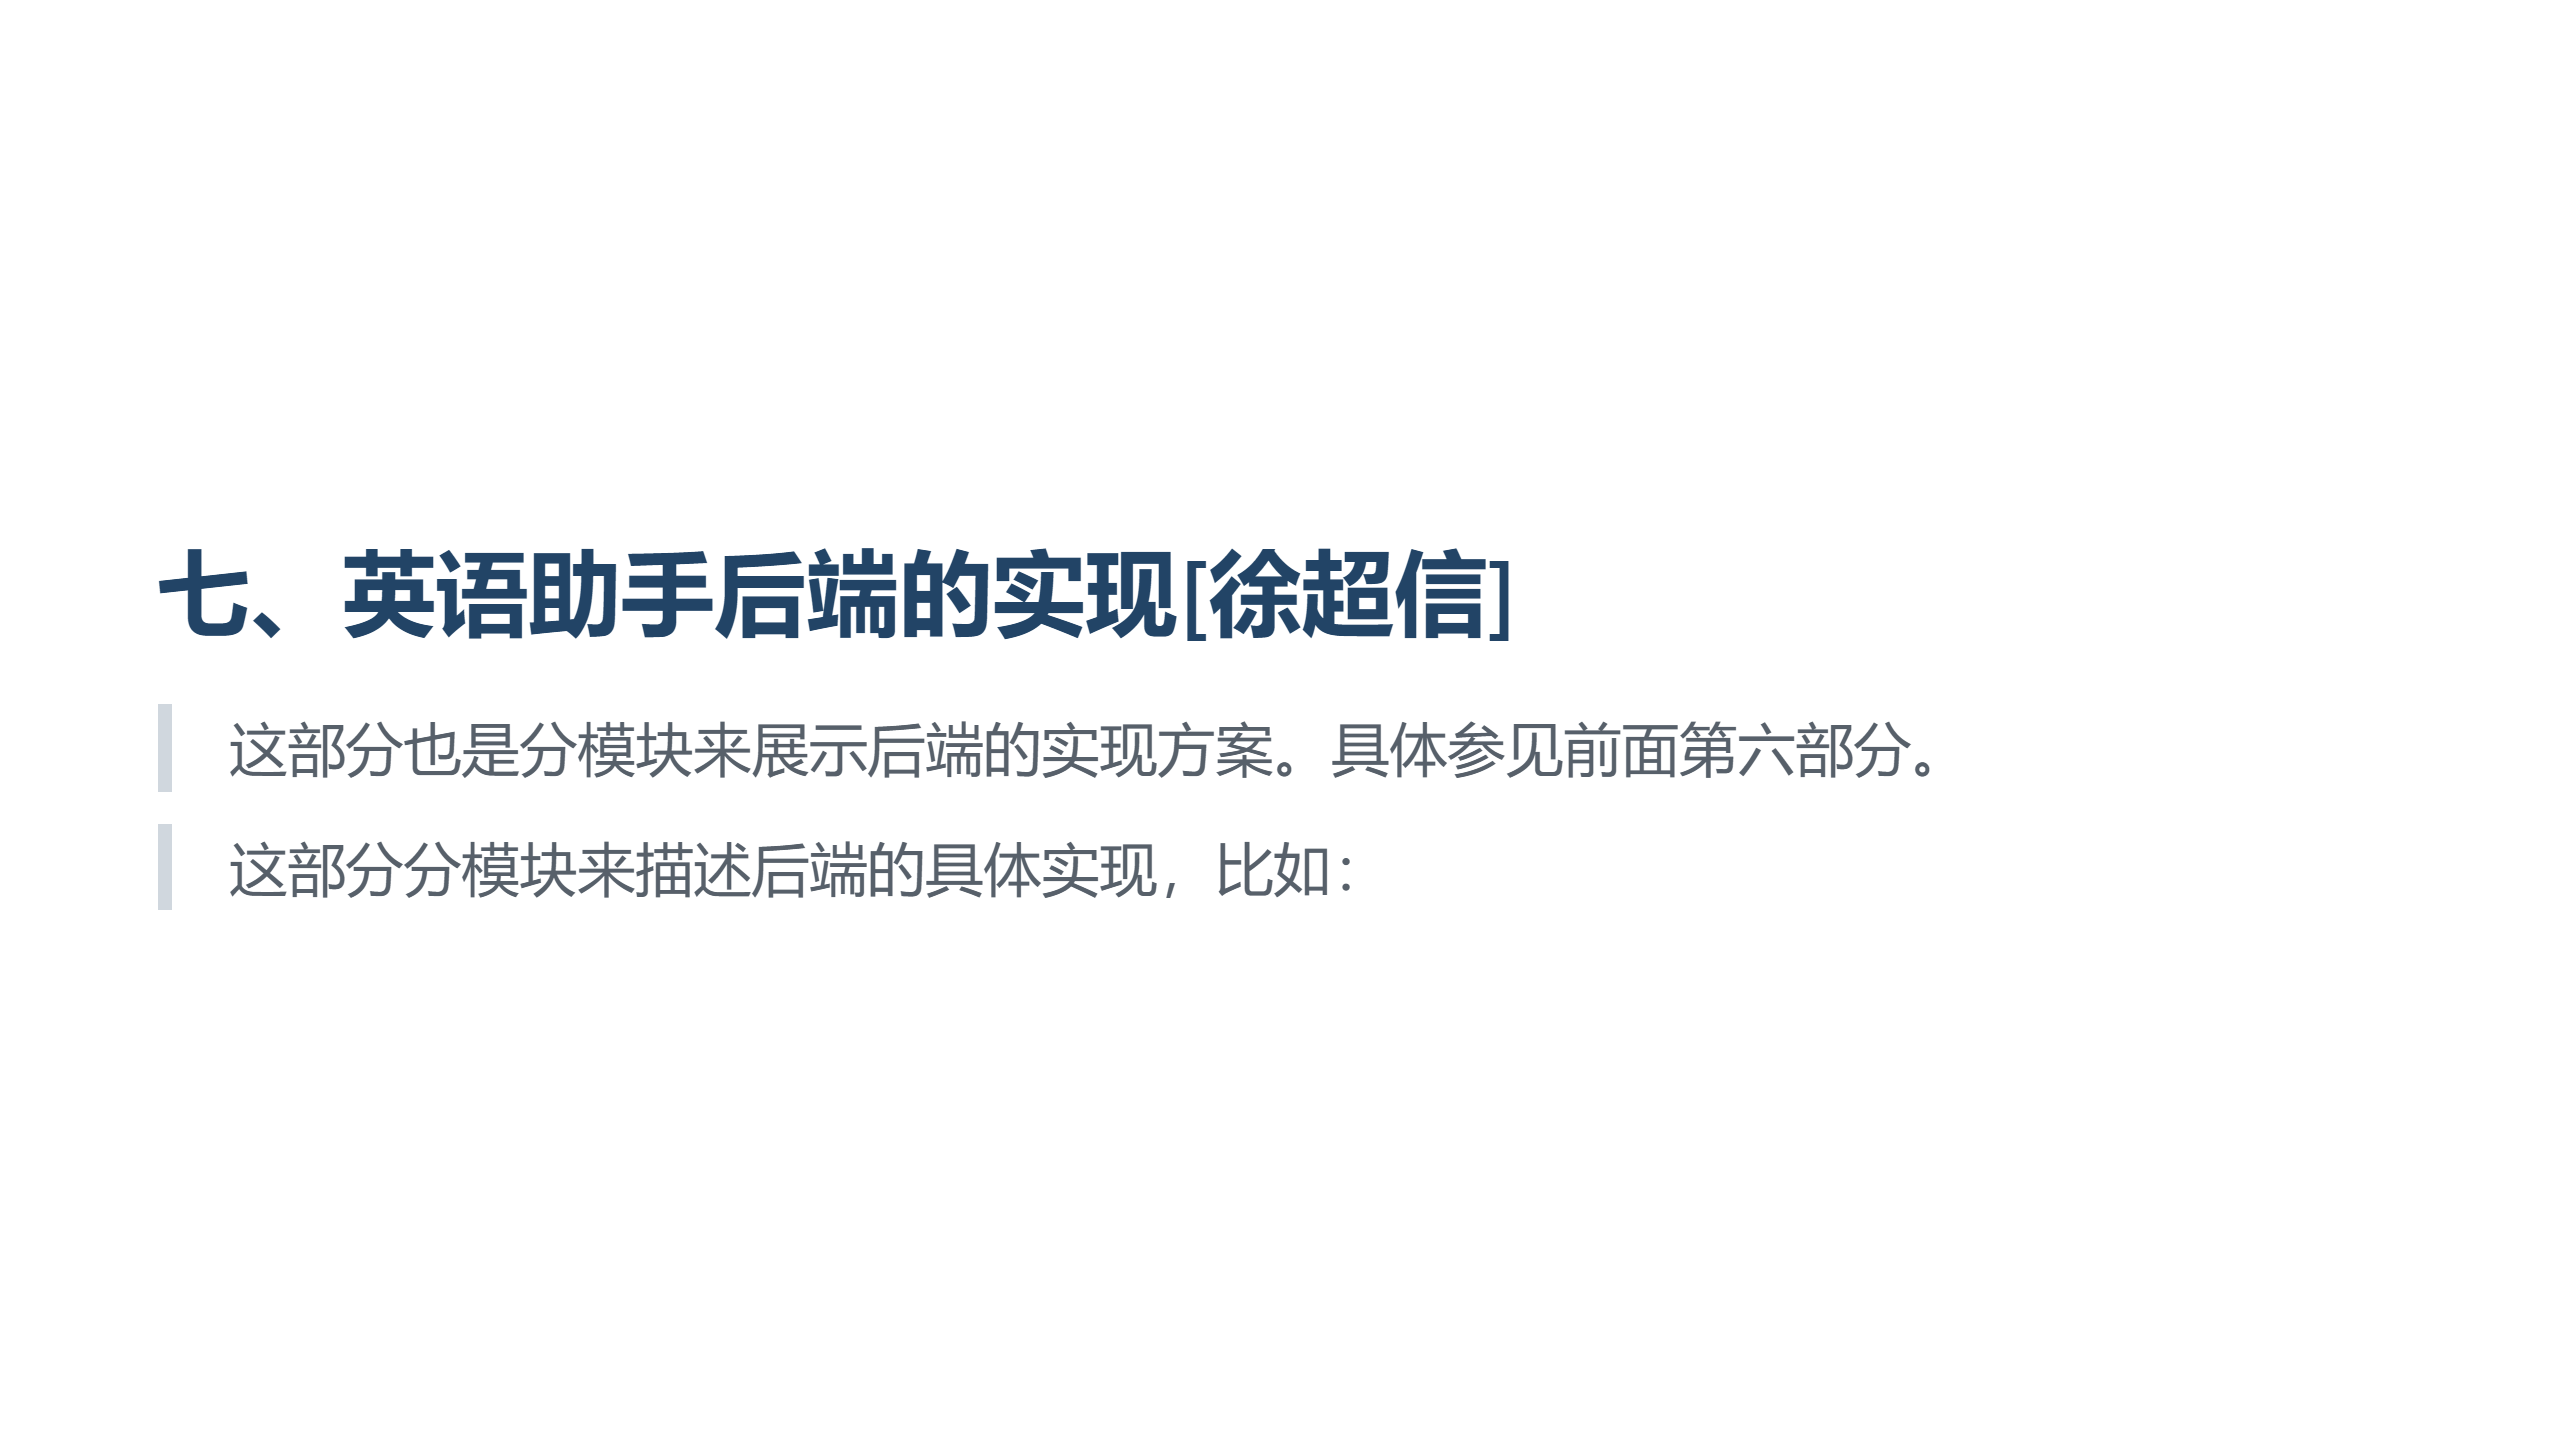 七、英语助手后端的实现[徐超信]
这部分也是分模块来展示后端的实现方案。具体参见前面第六部分。
这部分分模块来描述后端的具体实现，比如：